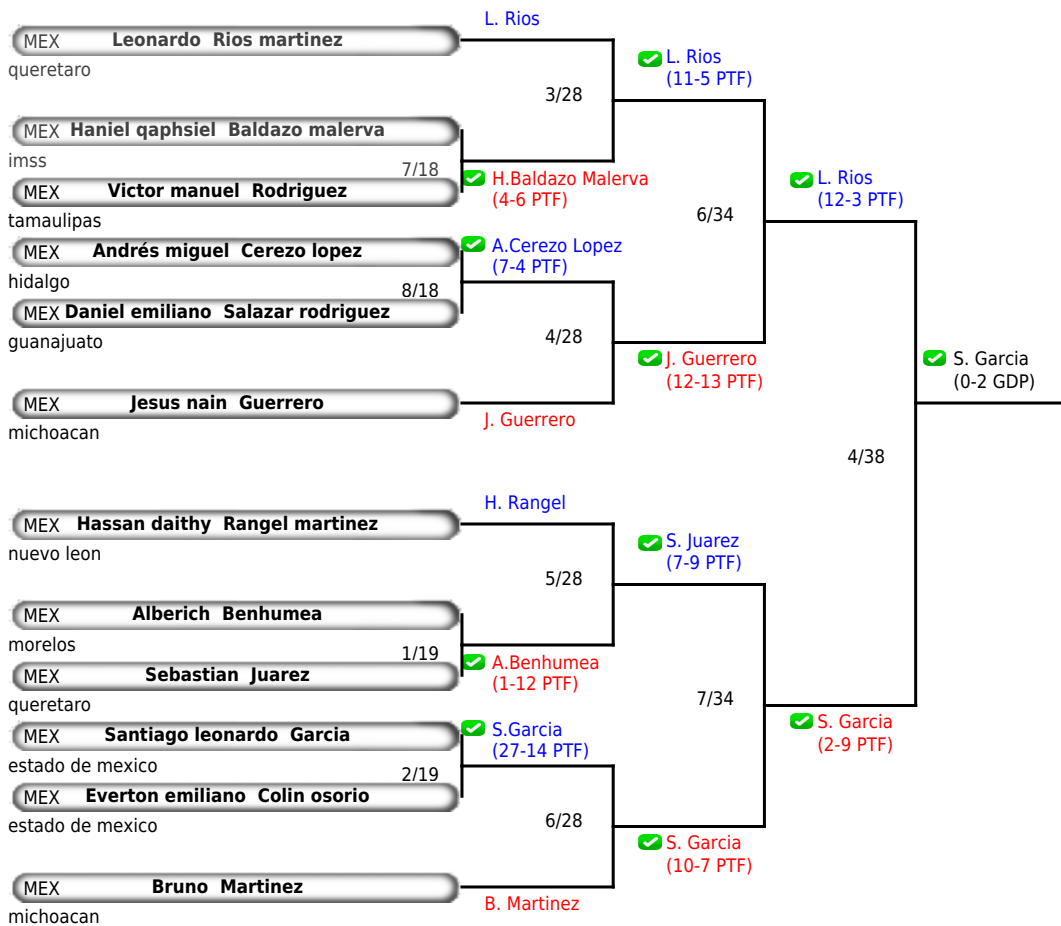 L. Rios
MEX Leonardo Rios martinez
queretaro
L. Rios
(11-5 PTF)
3/28
MEX Haniel qaphsiel Baldazo malerva
imss
7/18
H.Baldazo Malerva
(4-6 PTF)
MEX Victor manuel Rodriguez
tamaulipas
L. Rios
(12-3 PTF)
6/34
MEX Andrés miguel Cerezo lopez
hidalgo
A.Cerezo Lopez
(7-4 PTF)
8/18
MEX Daniel emiliano Salazar rodriguez
guanajuato
4/28
J. Guerrero
(12-13 PTF)
S. Garcia
(0-2 GDP)
MEX Jesus nain Guerrero
michoacan
J. Guerrero
4/38
H. Rangel
MEX Hassan daithy Rangel martinez
nuevo leon
S. Juarez
(7-9 PTF)
5/28
MEX Alberich Benhumea
morelos
1/19
A.Benhumea
(1-12 PTF)
MEX Sebastian Juarez
queretaro
7/34
S. Garcia
(2-9 PTF)
MEX Santiago leonardo Garcia
estado de mexico
S.Garcia
(27-14 PTF)
2/19
MEX Everton emiliano Colin osorio
estado de mexico
6/28
S. Garcia
(10-7 PTF)
MEX Bruno Martinez
michoacan
B. Martinez